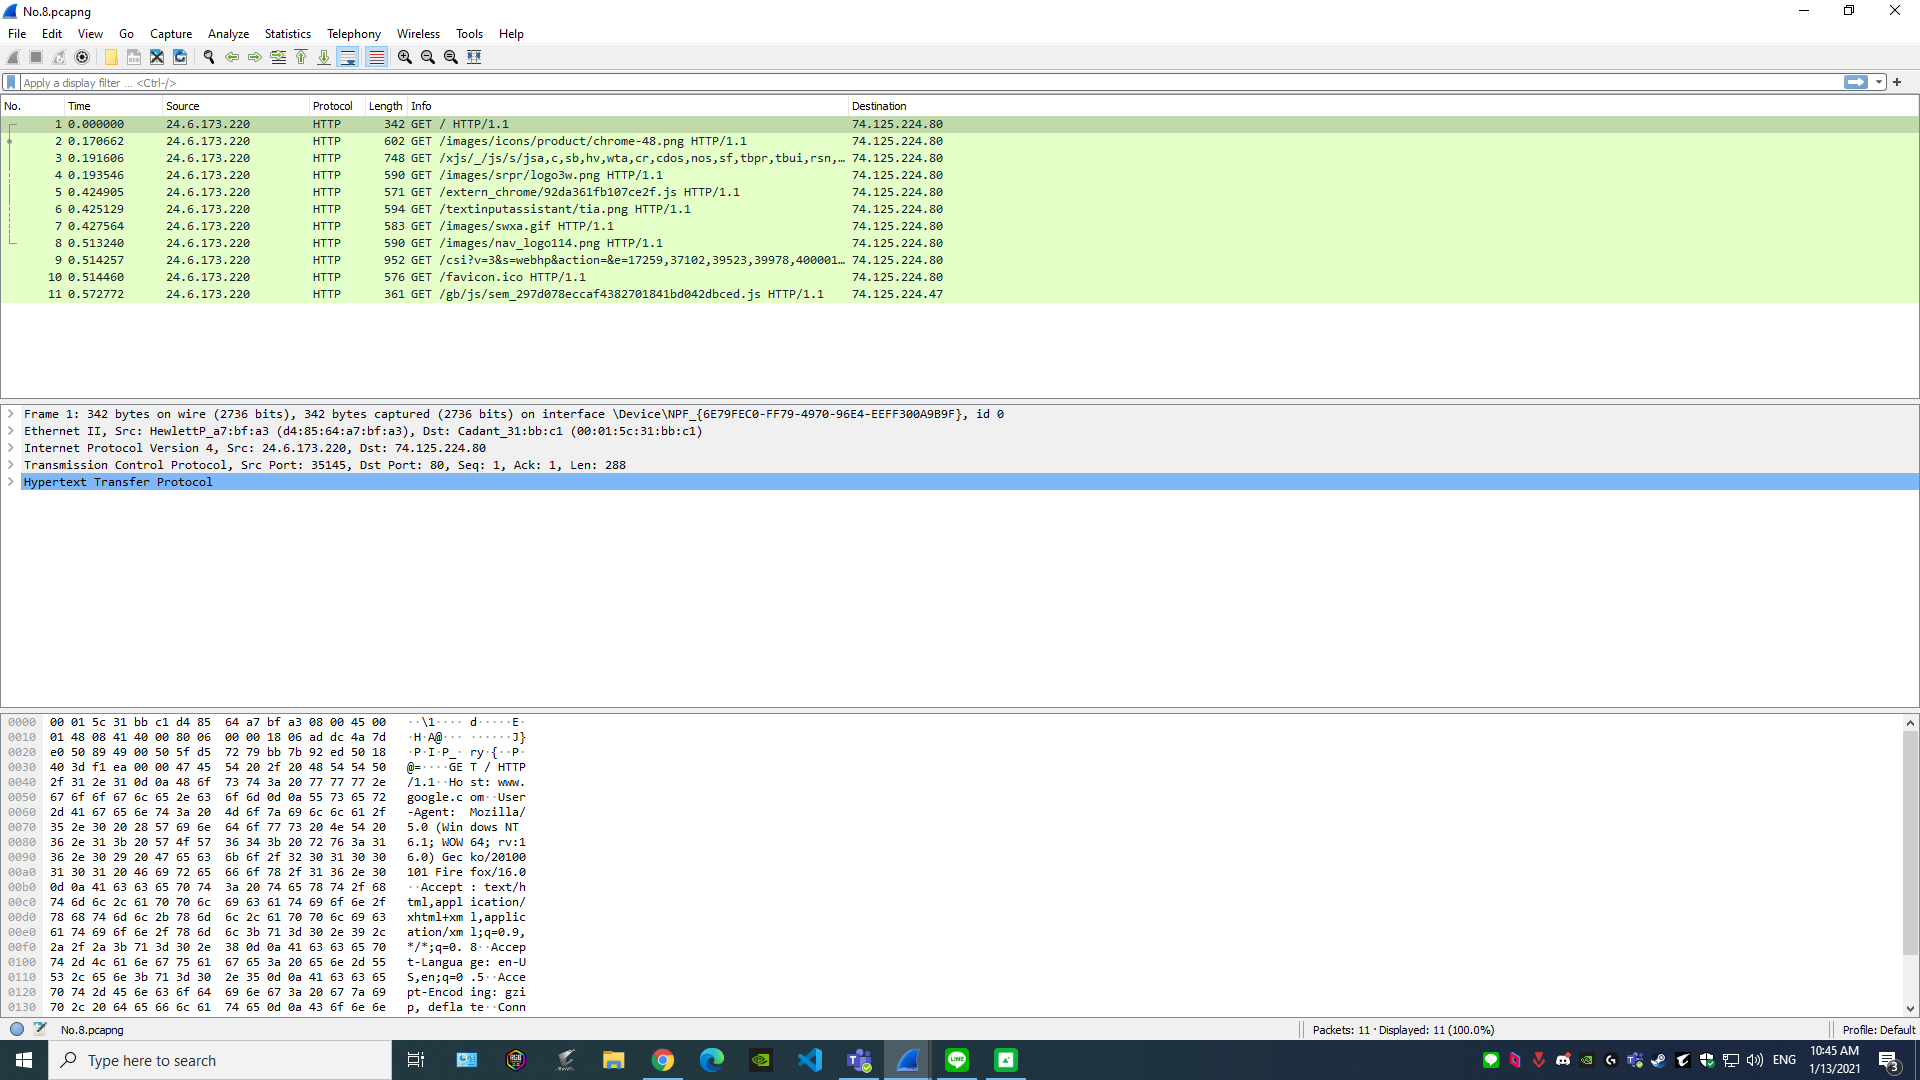 No.8.pcapng
File Edit View Go Capture Analyze Statistics Telephony Wireless Tools Help
Apply a display filter ... <Ctrl-/>
No. Time Source Protocol Length Info Destination
1 0.000000 24.6.173.220 HTTP 342 GET / HTTP/1.1 74.125.224.80
2 0.170662 24.6.173.220 HTTP 602 GET /images/icons/product/chrome-48.png HTTP/1.1 74.125.224.80
3 0.191606 24.6.173.220 HTTP 748 GET /xjs/_/js/s/jsa,c,sb,hv,wta,cr,cdos,nos,sf,tbpr,tbui,rsn,… 74.125.224.80
4 0.193546 24.6.173.220 HTTP 590 GET /images/srpr/logo3w.png HTTP/1.1 74.125.224.80
5 0.424905 24.6.173.220 HTTP 571 GET /extern_chrome/92da361fb107ce2f.js HTTP/1.1 74.125.224.80
6 0.425129 24.6.173.220 HTTP 594 GET /textinputassistant/tia.png HTTP/1.1 74.125.224.80
7 0.427564 24.6.173.220 HTTP 583 GET /images/swxa.gif HTTP/1.1 74.125.224.80
8 0.513240 24.6.173.220 HTTP 590 GET /images/nav_logo114.png HTTP/1.1 74.125.224.80
9 0.514257 24.6.173.220 HTTP 952 GET /csi?v=3&s=webhp&action=&e=17259,37102,39523,39978,400001… 74.125.224.80
10 0.514460 24.6.173.220 HTTP 576 GET /favicon.ico HTTP/1.1 74.125.224.80
11 0.572772 24.6.173.220 HTTP 361 GET /gb/js/sem_297d078eccaf4382701841bd042dbced.js HTTP/1.1 74.125.224.47
Frame 1: 342 bytes on wire (2736 bits), 342 bytes captured (2736 bits) on interface \Device\NPF_{6E79FEC0-FF79-4970-96E4-EEFF300A9B9F}, id 0
Ethernet II, Src: HewlettP_a7:bf:a3 (d4:85:64:a7:bf:a3), Dst: Cadant_31:bb:c1 (00:01:5c:31:bb:c1)
Internet Protocol Version 4, Src: 24.6.173.220, Dst: 74.125.224.80
Transmission Control Protocol, Src Port: 35145, Dst Port: 80, Seq: 1, Ack: 1, Len: 288
Hypertext Transfer Protocol
0000 00 01 5c 31 bb c1 d4 85 64 a7 bf a3 08 00 45 00 ··\1···· d·····E·
0010 01 48 08 41 40 00 80 06 00 00 18 06 ad dc 4a 7d ·H·A@··· ······J}
0020 e0 50 89 49 00 50 5f d5 72 79 bb 7b 92 ed 50 18 ·P·I·P_· ry·{··P·
0030 40 3d f1 ea 00 00 47 45 54 20 2f 20 48 54 54 50 @=····GE T / HTTP
0040 2f 31 2e 31 0d 0a 48 6f 73 74 3a 20 77 77 77 2e /1.1··Ho st: www.
0050 67 6f 6f 67 6c 65 2e 63 6f 6d 0d 0a 55 73 65 72 google.c om··User
0060 2d 41 67 65 6e 74 3a 20 4d 6f 7a 69 6c 6c 61 2f -Agent: Mozilla/
0070 35 2e 30 20 28 57 69 6e 64 6f 77 73 20 4e 54 20 5.0 (Win dows NT
0080 36 2e 31 3b 20 57 4f 57 36 34 3b 20 72 76 3a 31 6.1; WOW 64; rv:1
0090 36 2e 30 29 20 47 65 63 6b 6f 2f 32 30 31 30 30 6.0) Gec ko/20100
00a0 31 30 31 20 46 69 72 65 66 6f 78 2f 31 36 2e 30 101 Fire fox/16.0
00b0 0d 0a 41 63 63 65 70 74 3a 20 74 65 78 74 2f 68 ··Accept : text/h
00c0 74 6d 6c 2c 61 70 70 6c 69 63 61 74 69 6f 6e 2f tml,appl ication/
00d0 78 68 74 6d 6c 2b 78 6d 6c 2c 61 70 70 6c 69 63 xhtml+xm l,applic
00e0 61 74 69 6f 6e 2f 78 6d 6c 3b 71 3d 30 2e 39 2c ation/xm l;q=0.9,
00f0 2a 2f 2a 3b 71 3d 30 2e 38 0d 0a 41 63 63 65 70 */*;q=0. 8··Accep
0100 74 2d 4c 61 6e 67 75 61 67 65 3a 20 65 6e 2d 55 t-Langua ge: en-U
0110 53 2c 65 6e 3b 71 3d 30 2e 35 0d 0a 41 63 63 65 S,en;q=0 .5··Acce
0120 70 74 2d 45 6e 63 6f 64 69 6e 67 3a 20 67 7a 69 pt-Encod ing: gzi
0130 70 2c 20 64 65 66 6c 61 74 65 0d 0a 43 6f 6e 6e p, defla te··Conn
No.8.pcapng
Packets: 11 · Displayed: 11 (100.0%)
Profile: Default
Type here to search
LINE
ENG
10:45 AM
1/13/2021
3